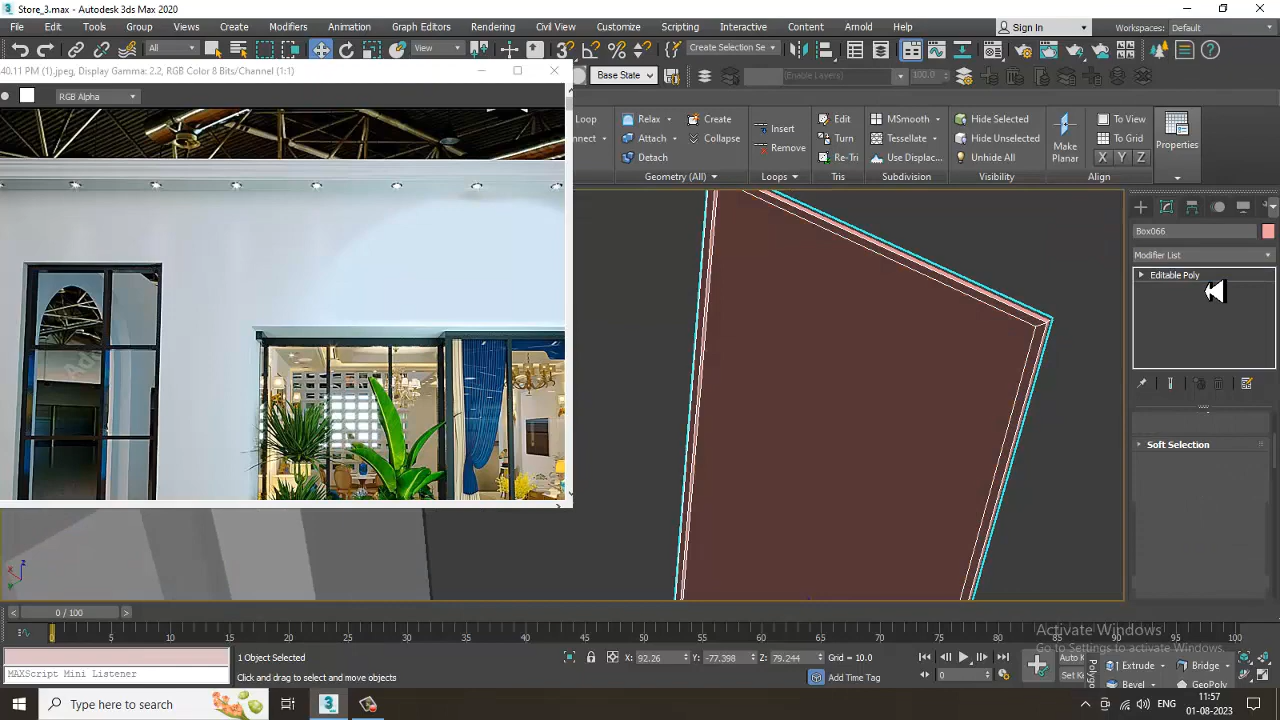 Store_3.max - Autodesk 3ds Max 2020
File Edit Tools Group Views Create Modifiers Animation Graph Editors Rendering Civil View Customize Scripting Interactive Content Arnold Help
Sign In
Workspaces: Default
All
View
Create Selection Se
40.11 PM (1).jpeg, Display Gamma: 2.2, RGB Color 8 Bits/Channel (1:1)
RGB Alpha
Base State
(Enable Layers)
100.0
Loop
Relax
Create
Insert
Edit
MSmooth
Hide Selected
To View
Attach
Collapse
Turn
Tessellate
Hide Unselected
To Grid
Detach
Remove
Re-Tri
Use Displac...
Unhide All
Make Planar
X Y Z
Properties
Geometry (All)
Loops
Tris
Subdivision
Visibility
Align
Box066
Modifier List
Editable Poly
Soft Selection
0 / 100
0 5 10 15 20 25 30 35 40 45 50 55 60 65 70 75 80 85 90 95 100
Activate Windows
Go to Settings to activate Windows.
1 Object Selected
X: 92.26
Y: -77.398
Z: 79.244
Grid = 10.0
MAXScript Mini Listener
Click and drag to select and move objects
Add Time Tag
0
Auto K
Set K
Polygo
Extrude
Bridge
Bevel
GeoPoly
Type here to search
ENG
11:57
01-08-2023